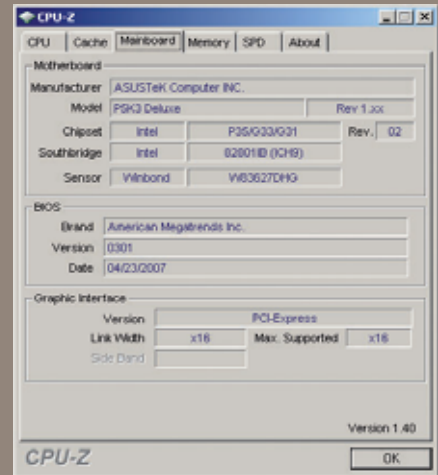 CPU-Z
CPU Cache Mainboard Memory SPD About
Motherboard
Manufacturer ASUSTeK Computer INC.
Model P5K3 Deluxe Rev 1.xx
Chipset Intel P35/G33/G31 Rev. 02
Southbridge Intel 82801IB (ICH9)
Sensor Winbond W83627DHG
BIOS
Brand American Megatrends Inc.
Version 0301
Date 04/23/2007
Graphic Interface
Version PCI-Express
Link Width x16 Max. Supported x16
Side Band
Version 1.40
CPU-Z OK